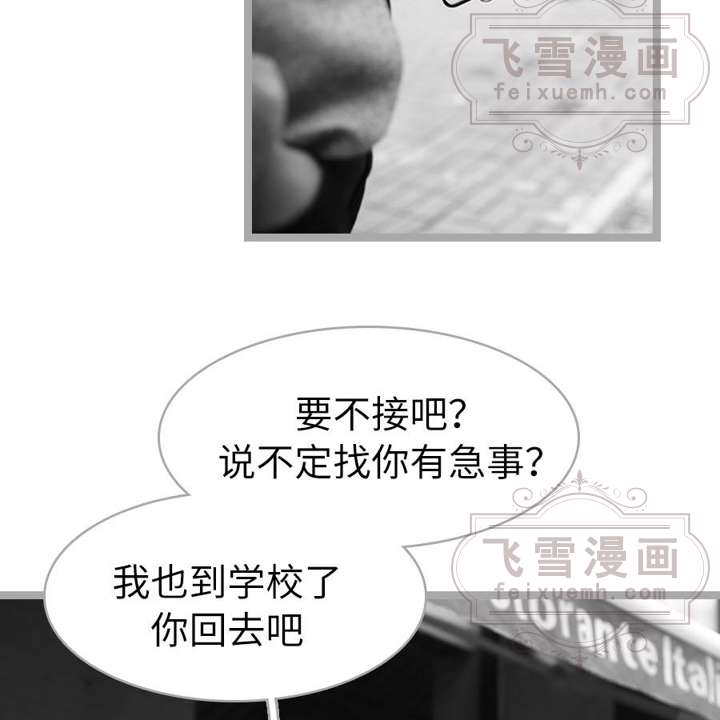 飞雪漫画
feixuemh.com
要不接吧？
说不定找你有急事？
飞雪漫画
feixuemh.com
我也到学校了
你回去吧